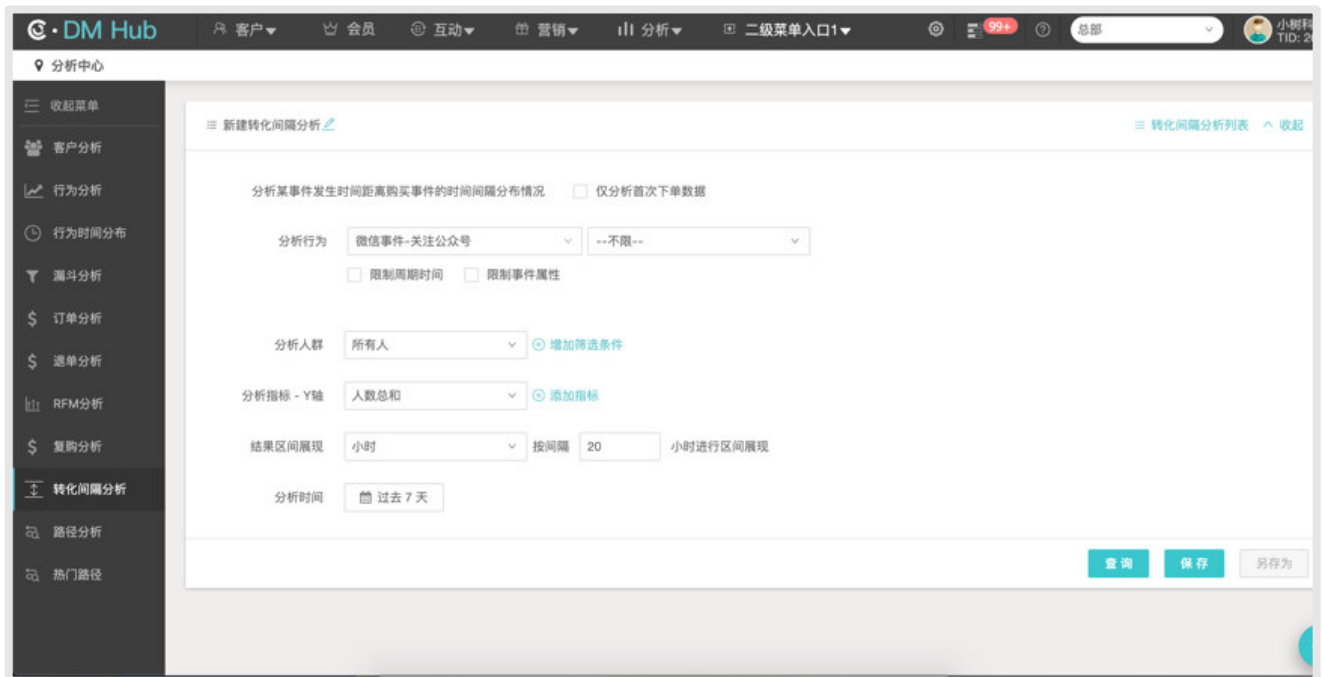 C·DM Hub 客户 会员 互动 营销 分析 二级菜单入口1 99+ 总部 小树科
TID: 2
分析中心
收起菜单
新建转化间隔分析 转化间隔分析列表 收起
客户分析
行为分析
分析某事件发生时间距离购买事件的时间间隔分布情况 仅分析首次下单数据
行为时间分布
分析行为 微信事件-关注公众号 --不限--
漏斗分析
限制周期时间 限制事件属性
订单分析
分析人群 所有人 增加筛选条件
退单分析
分析指标 - Y轴 人数总和 添加指标
RFM分析
复购分析
结果区间展现 小时 按间隔 20 小时进行区间展现
转化间隔分析
分析时间 过去 7 天
路径分析
查询 保存 另存为
热门路径